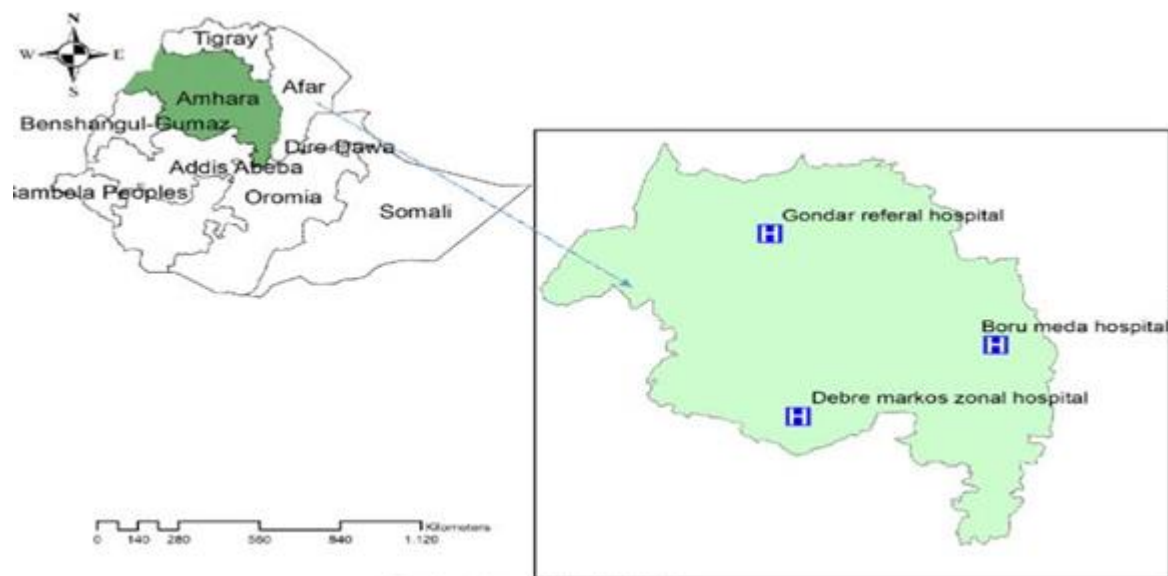 N
W E
S
Tigray
Afar
Amhara
Benshangul-Gumaz
Dire Dawa
Addis Abeba
Gambela Peoples
Oromia
Somali
Gondar referal hospital
H
Boru meda hospital
H
Debre markos zonal hospital
H
Kilometers
0 140 280 560 840 1.120